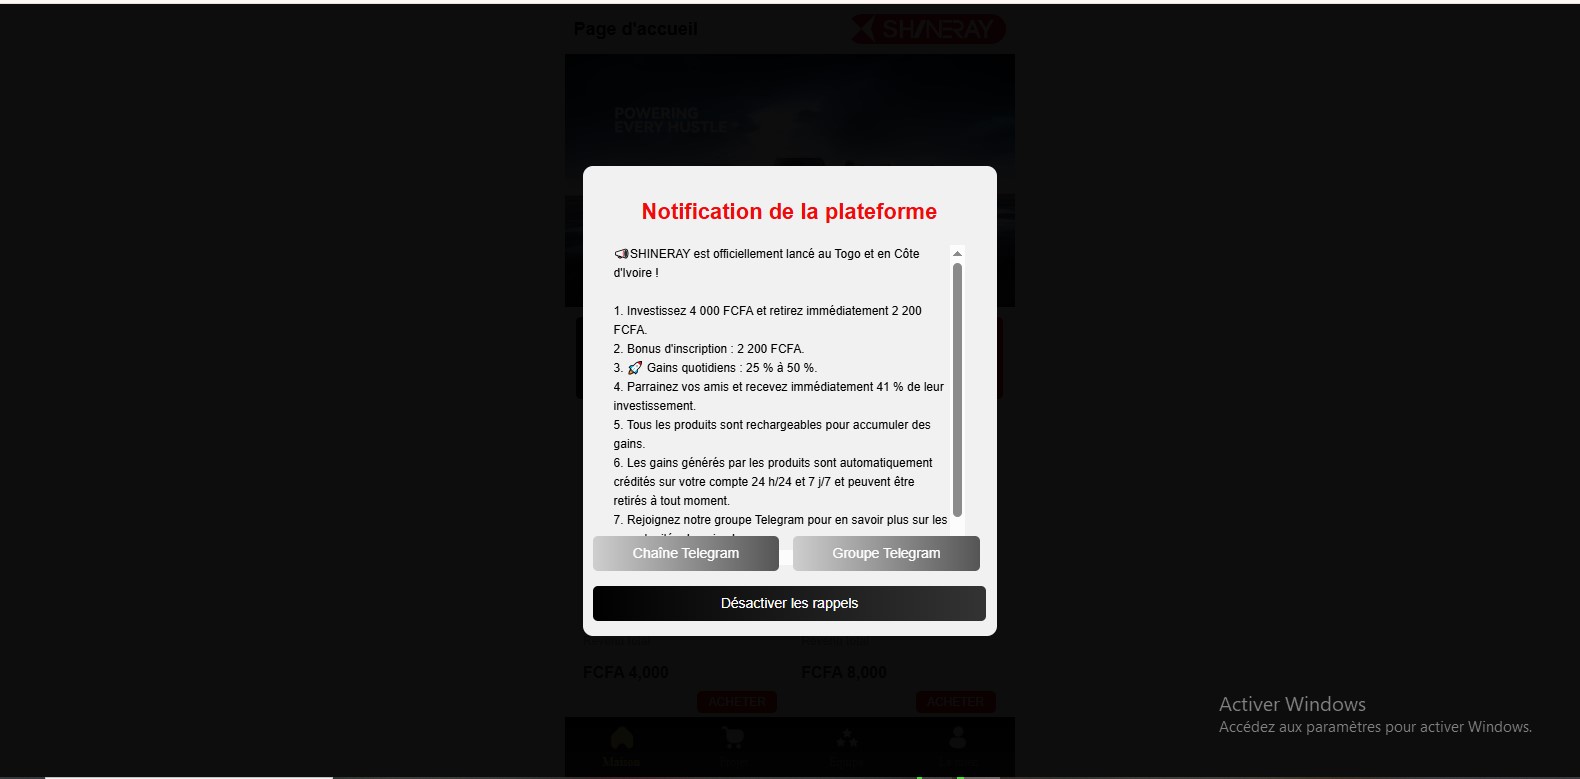 Page d'accueil
SHINERAY
POWERING
EVERY HUSTLE
Notification de la plateforme
📢SHINERAY est officiellement lancé au Togo et en Côte
d'Ivoire !
1. Investissez 4 000 FCFA et retirez immédiatement 2 200
FCFA.
2. Bonus d'inscription : 2 200 FCFA.
3. 🚀 Gains quotidiens : 25 % à 50 %.
4. Parrainez vos amis et recevez immédiatement 41 % de leur
investissement.
5. Tous les produits sont rechargeables pour accumuler des
gains.
6. Les gains générés par les produits sont automatiquement
crédités sur votre compte 24 h/24 et 7 j/7 et peuvent être
retirés à tout moment.
7. Rejoignez notre groupe Telegram pour en savoir plus sur les
Chaîne Telegram
Groupe Telegram
Désactiver les rappels
FCFA 4,000
FCFA 8,000
ACHETER
ACHETER
Activer Windows
Accédez aux paramètres pour activer Windows.